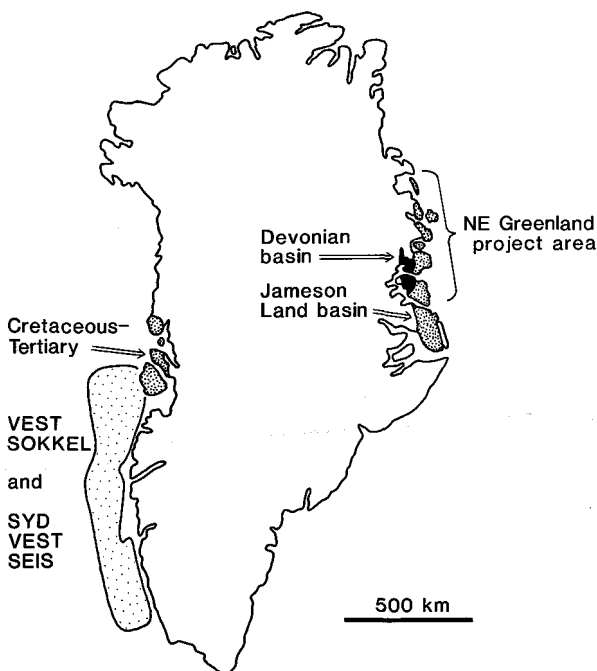 NE Greenland
project area
Devonian
basin
Jameson
Land basin
Cretaceous-
Tertiary
VEST
SOKKEL
and
SYD
VEST
SEIS
500 km